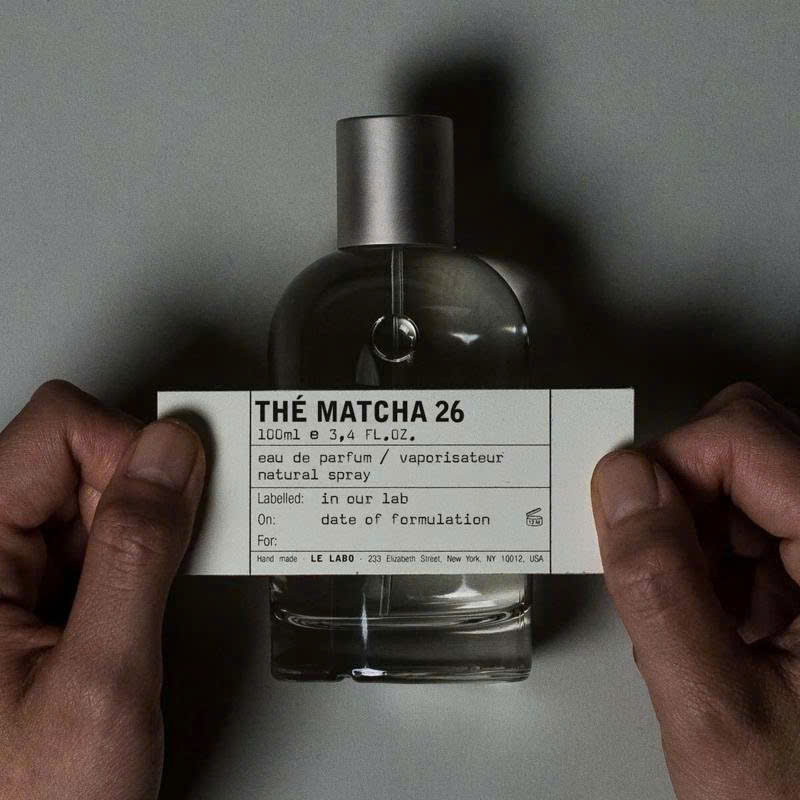 THÉ MATCHA 26
100ml e 3,4 FL.OZ.
eau de parfum / vaporisateur
natural spray
Labelled: in our lab
On: date of formulation
12M
For:
Hand made - LE LABO - 233 Elizabeth Street, New York, NY 10012, USA